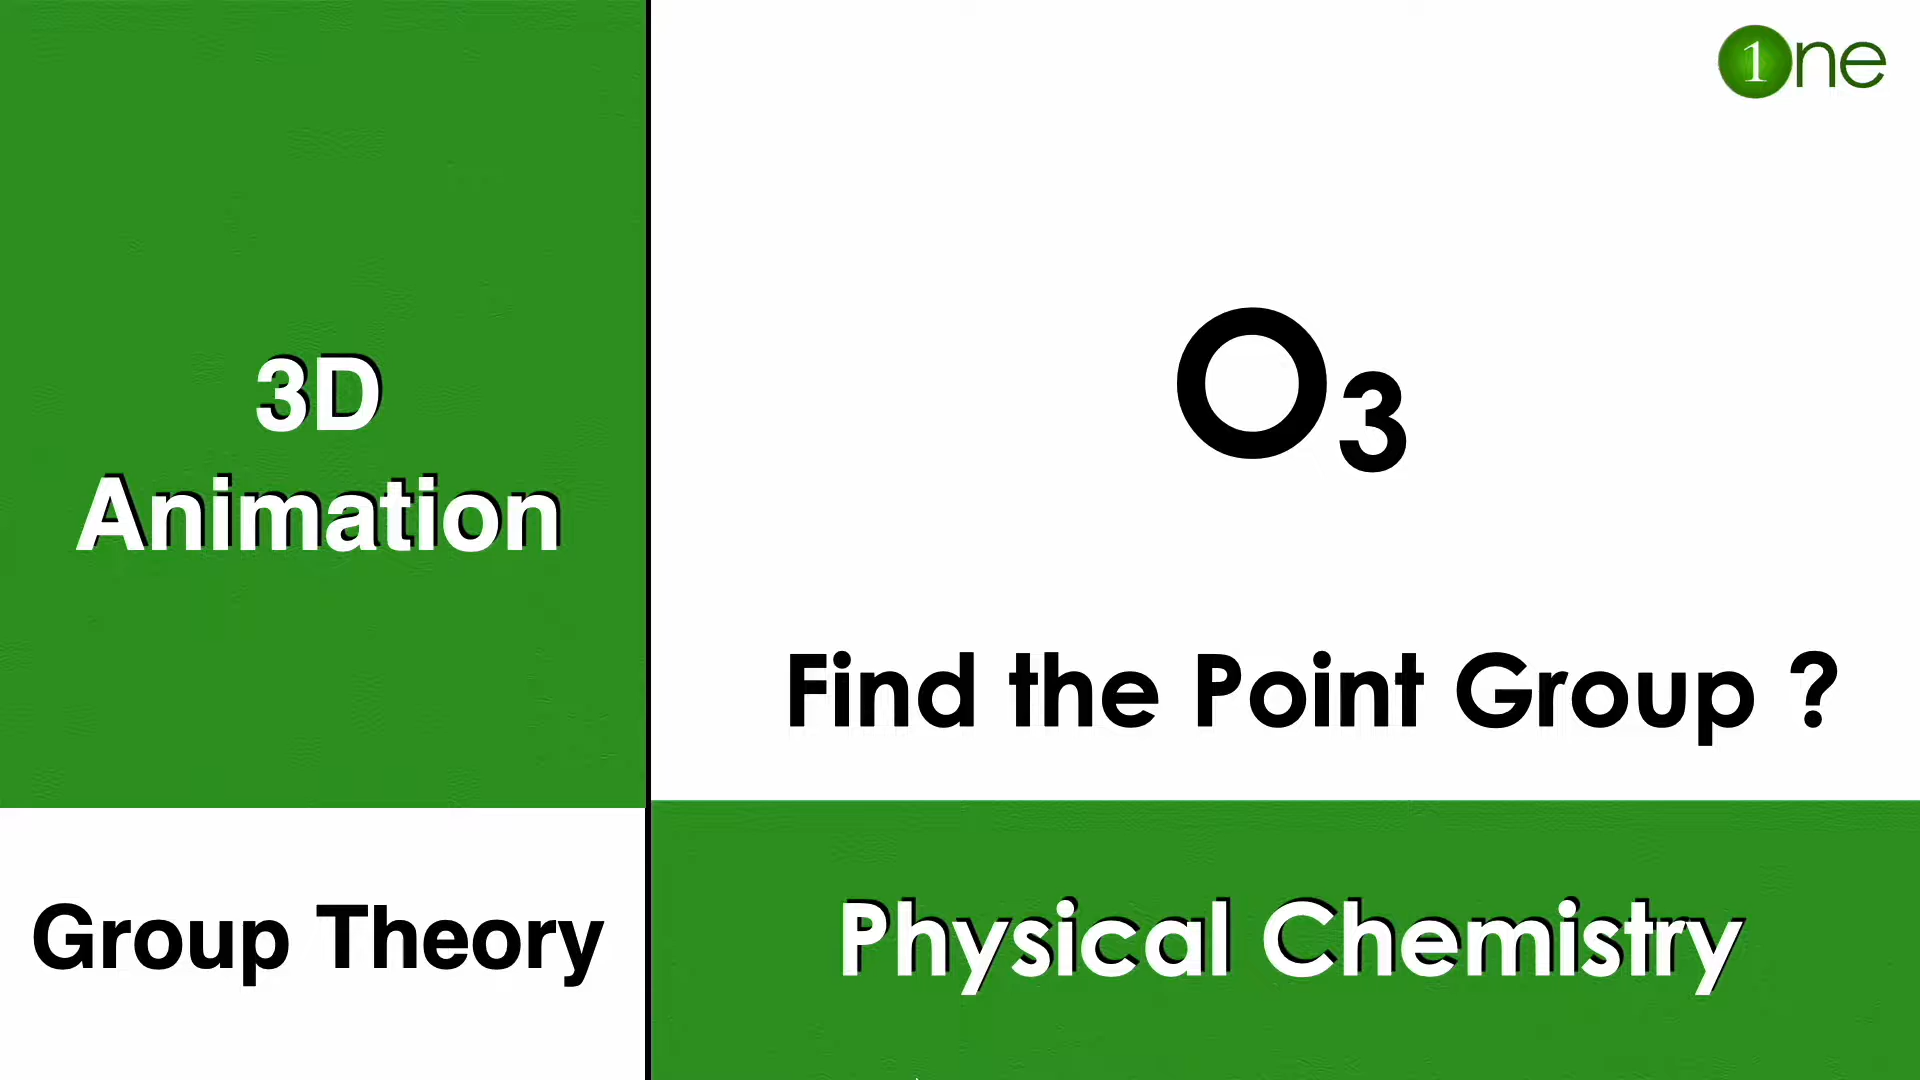 1ne
3D
Animation
O₃
Find the Point Group ?
Group Theory
Physical Chemistry